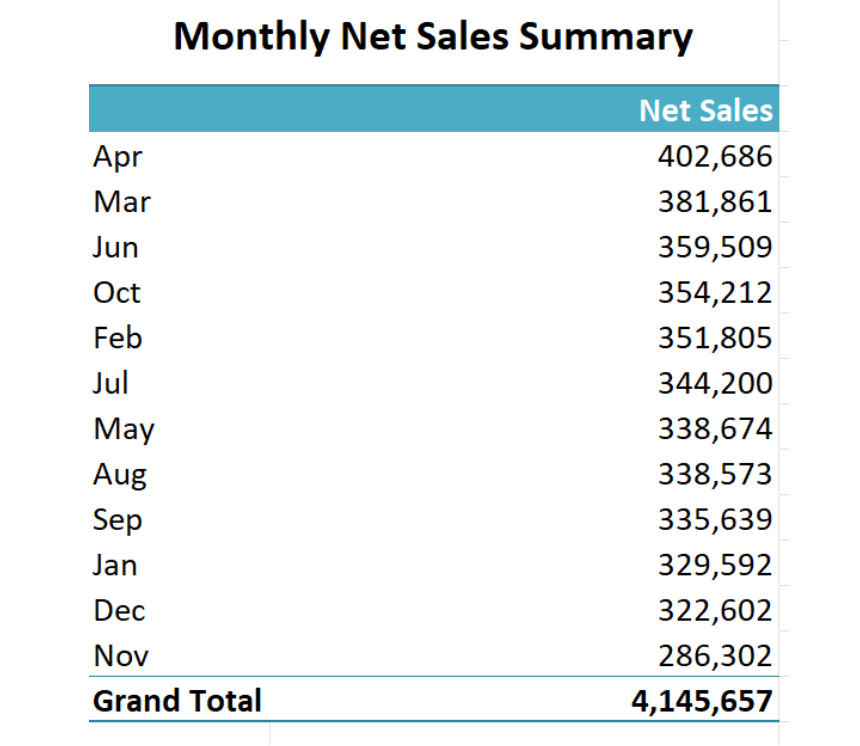 Monthly Net Sales Summary
Net Sales
Apr 402,686
Mar 381,861
Jun 359,509
Oct 354,212
Feb 351,805
Jul 344,200
May 338,674
Aug 338,573
Sep 335,639
Jan 329,592
Dec 322,602
Nov 286,302
Grand Total 4,145,657